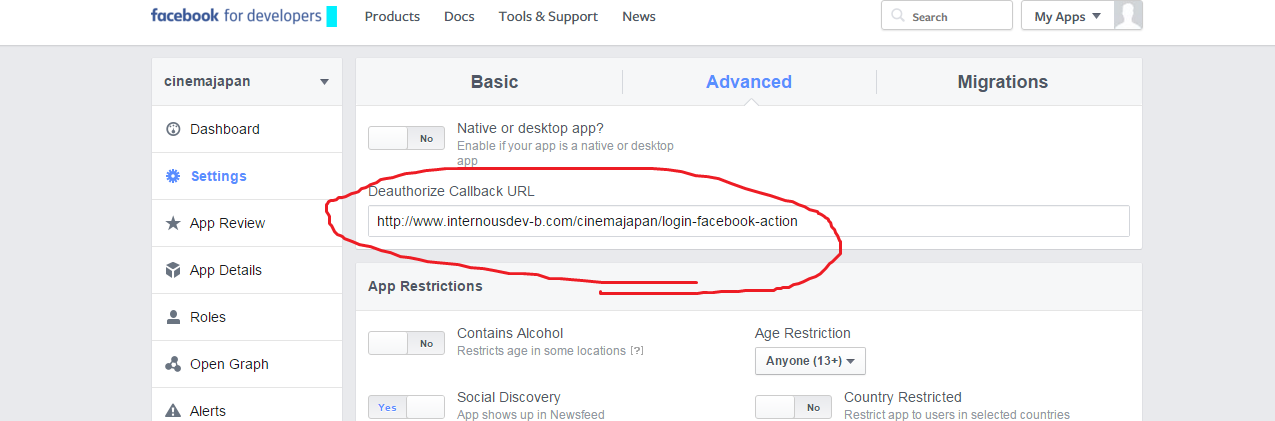 facebook for developers Products Docs Tools & Support News Search My Apps
cinemajapan
Dashboard
Settings
App Review
App Details
Roles
Open Graph
Alerts
Basic Advanced Migrations
No Native or desktop app?
Enable if your app is a native or desktop
app
Deauthorize Callback URL
http://www.internousdev-b.com/cinemajapan/login-facebook-action
App Restrictions
No Contains Alcohol
Restricts age in some locations [?]
Age Restriction
Anyone (13+)
Yes Social Discovery
App shows up in Newsfeed
No Country Restricted
Restrict app to users in selected countries